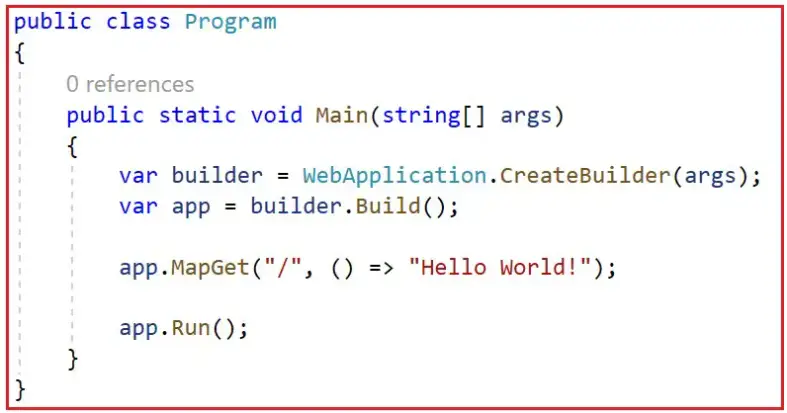 public class Program
{
0 references
public static void Main(string[] args)
{
var builder = WebApplication.CreateBuilder(args);
var app = builder.Build();
app.MapGet("/", () => "Hello World!");
app.Run();
}
}